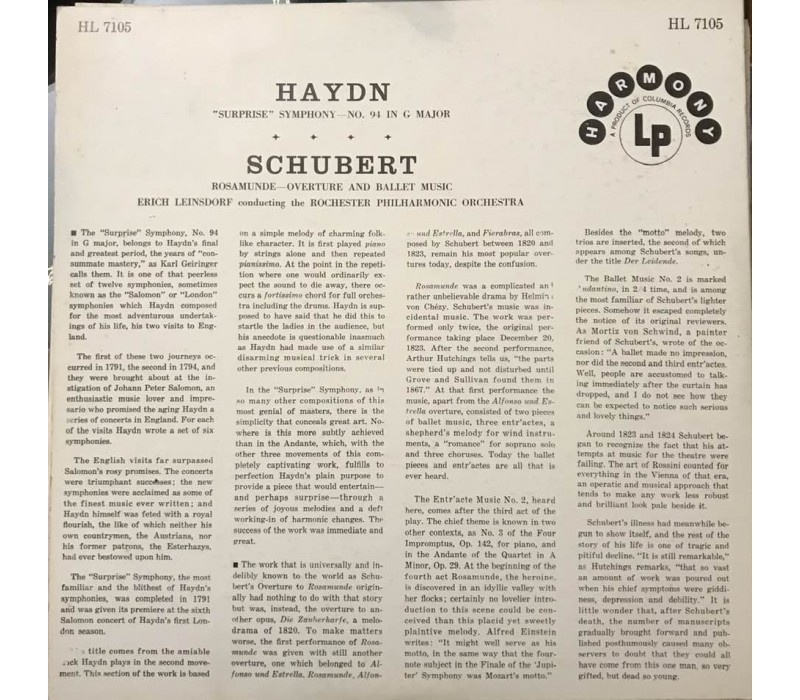 HL 7105
HL 7105
HARMONY
A PRODUCT OF COLUMBIA RECORDS
Lp
HAYDN
"SURPRISE" SYMPHONY—NO. 94 IN G MAJOR
SCHUBERT
ROSAMUNDE—OVERTURE AND BALLET MUSIC
ERICH LEINSDORF conducting the ROCHESTER PHILHARMONIC ORCHESTRA
■ The "Surprise" Symphony, No. 94
in G major, belongs to Haydn's final
and greatest period, the years of "con-
summate mastery," as Karl Geiringer
calls them. It is one of that peerless
set of twelve symphonies, sometimes
known as the "Salomon" or "London"
symphonies which Haydn composed
for the most adventurous undertak-
ings of his life, his two visits to Eng-
land.
The first of these two journeys oc-
curred in 1791, the second in 1794, and
they were brought about at the in-
stigation of Johann Peter Salomon, an
enthusiastic music lover and impre-
sario who promised the aging Haydn a
series of concerts in England. For each
of the visits Haydn wrote a set of six
symphonies.
The English visits far surpassed
Salomon's rosy promises. The concerts
were triumphant successes; the new
symphonies were acclaimed as some of
the finest music ever written; and
Haydn himself was feted with a royal
flourish, the like of which neither his
own countrymen, the Austrians, nor
his former patrons, the Esterhazys,
had ever bestowed upon him.
The "Surprise" Symphony, the most
familiar and the blithest of Haydn's
symphonies, was completed in 1791
and was given its premiere at the sixth
Salomon concert of Haydn's first Lon-
don season.
title comes from the amiable
Haydn plays in the second move-
ment. This section of the work is based
on a simple melody of charming folk-
like character. It is first played piano
by strings alone and then repeated
pianissimo. At the point in the repeti-
tion where one would ordinarily ex-
pect the sound to die away, there oc-
curs a fortissimo chord for full orches-
tra including the drums. Haydn is sup-
posed to have said that he did this to
startle the ladies in the audience, but
his anecdote is questionable inasmuch
as Haydn had made use of a similar
disarming musical trick in several
other previous compositions.
In the "Surprise" Symphony, as in
so many other compositions of this
most genial of masters, there is the
simplicity that conceals great art. No-
where is this more subtly achieved
than in the Andante, which, with the
other three movements of this com-
pletely captivating work, fulfills to
perfection Haydn's plain purpose to
provide a piece that would entertain—
and perhaps surprise—through a
series of joyous melodies and a deft
working-in of harmonic changes. The
success of the work was immediate and
great.
■ The work that is universally and in-
delibly known to the world as Schu-
bert's Overture to Rosamunde origin-
ally had nothing to do with that story
but was, instead, the overture to an-
other opus, Die Zauberharfe, a melo-
drama of 1820. To make matters
worse, the first performance of Rosa-
munde was given with still another
overture, one which belonged to Al-
fonso und Estrella. Rosamunde, Alfon-
und Estrella, and Fierabras, all com-
posed by Schubert between 1820 and
1823, remain his most popular over-
tures today, despite the confusion.
Rosamunde was a complicated and
rather unbelievable drama by Helmina
von Chézy. Schubert's music was in-
cidental music. The work was per-
formed only twice, the original per-
formance taking place December 20,
1823. After the second performance,
Arthur Hutchings tells us, "the parts
were tied up and not disturbed until
Grove and Sullivan found them in
1867." At that first performance the
music, apart from the Alfonso und Es-
trella overture, consisted of two pieces
of ballet music, three entr'actes, a
shepherd's melody for wind instru-
ments, a "romance" for soprano solo
and three choruses. Today the ballet
pieces and entr'actes are all that is
ever heard.
The Entr'acte Music No. 2, heard
here, comes after the third act of the
play. The chief theme is known in two
other contexts, as No. 3 of the Four
Impromptus, Op. 142, for piano, and
in the Andante of the Quartet in A
Minor, Op. 29. At the beginning of the
fourth act Rosamunde, the heroine,
is discovered in an idyllic valley with
her flocks; certainly no lovelier intro-
duction to this scene could be con-
ceived than this placid yet sweetly
plaintive melody. Alfred Einstein
writes: "It might well serve as his
motto, in the same way that the four-
note subject in the Finale of the 'Jupi-
ter' Symphony was Mozart's motto."
Besides the "motto" melody, two
trios are inserted, the second of which
appears among Schubert's songs, un-
der the title Der Leidende.
The Ballet Music No. 2 is marked
Andantino, in 2/4 time, and is among
the most familiar of Schubert's lighter
pieces. Somehow it escaped completely
the notice of its original reviewers.
As Mortiz von Schwind, a painter
friend of Schubert's, wrote of the oc-
casion: "A ballet made no impression,
nor did the second and third entr'actes.
Well, people are accustomed to talk-
ing immediately after the curtain has
dropped, and I do not see how they
can be expected to notice such serious
and lovely things."
Around 1823 and 1824 Schubert be-
gan to recognize the fact that his at-
tempts at music for the theatre were
failing. The art of Rossini counted for
everything in the Vienna of that era,
an operatic and musical approach that
tends to make any work less robust
and brilliant look pale beside it.
Schubert's illness had meanwhile be-
gun to show itself, and the rest of the
story of his life is one of tragic and
pitiful decline. "It is still remarkable,"
as Hutchings remarks, "that so vast
an amount of work was poured out
when his chief symptoms were giddi-
ness, depression and debility." It is
little wonder that, after Schubert's
death, the number of manuscripts
gradually brought forward and pub-
lished posthumously caused many ob-
servers to doubt that they could all
have come from this one man, so very
gifted, but dead so young.